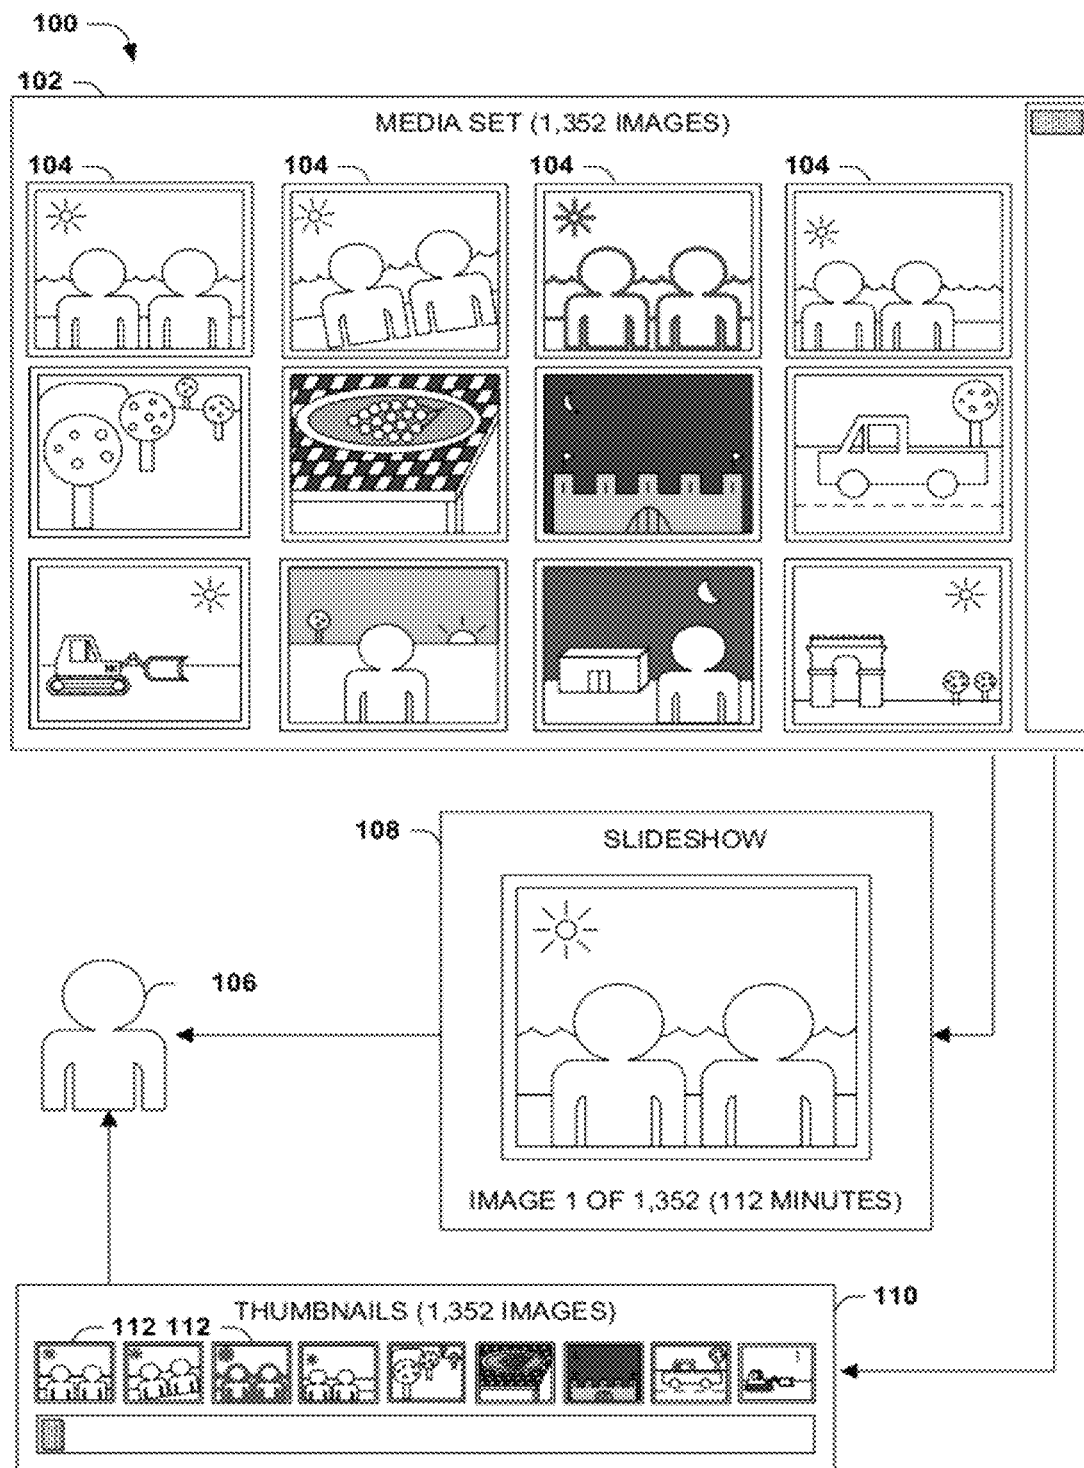 100
102
MEDIA SET (1,352 IMAGES)
104 104 104 104
108
SLIDESHOW
106
IMAGE 1 OF 1,352 (112 MINUTES)
110
THUMBNAILS (1,352 IMAGES)
112 112